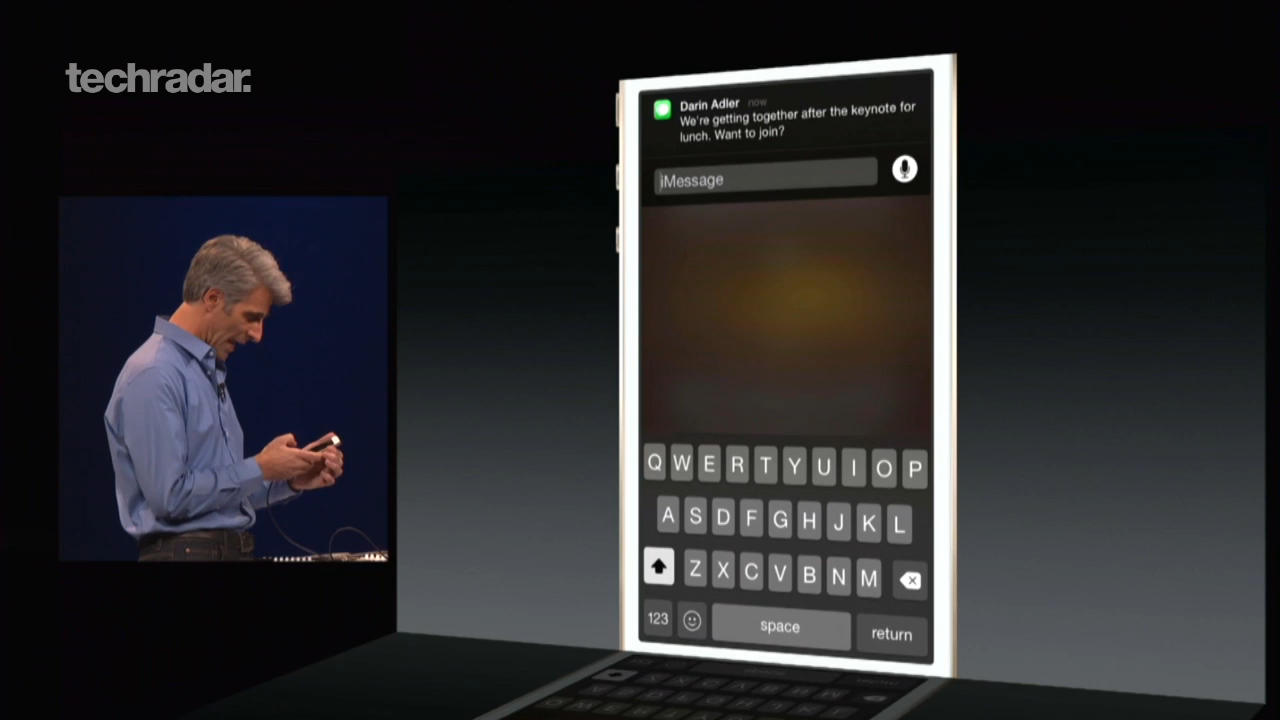 techradar.
Darin Adler now
We're getting together after the keynote for
lunch. Want to join?
iMessage
Q W E R T Y U I O P
A S D F G H J K L
Z X C V B N M
123 space return